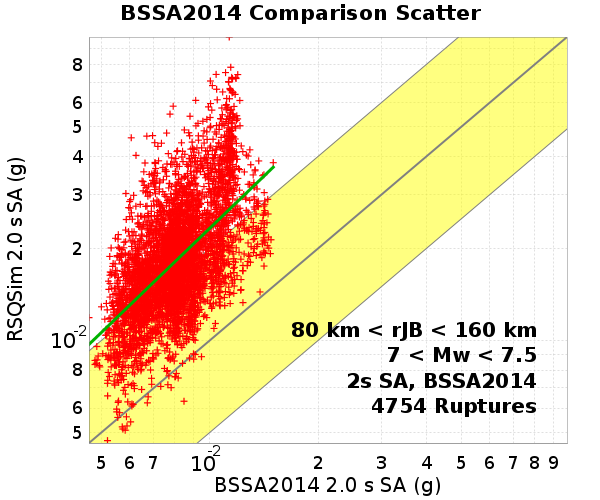 BSSA2014 Comparison Scatter
RSQSim 2.0 s SA (g)
8
6
5
4
3
2
10-2
8
6
5
80 km < rJB < 160 km
7 < Mw < 7.5
2s SA, BSSA2014
4754 Ruptures
5 6 7 10-2 2 3 4 5 6 7 8 9
BSSA2014 2.0 s SA (g)